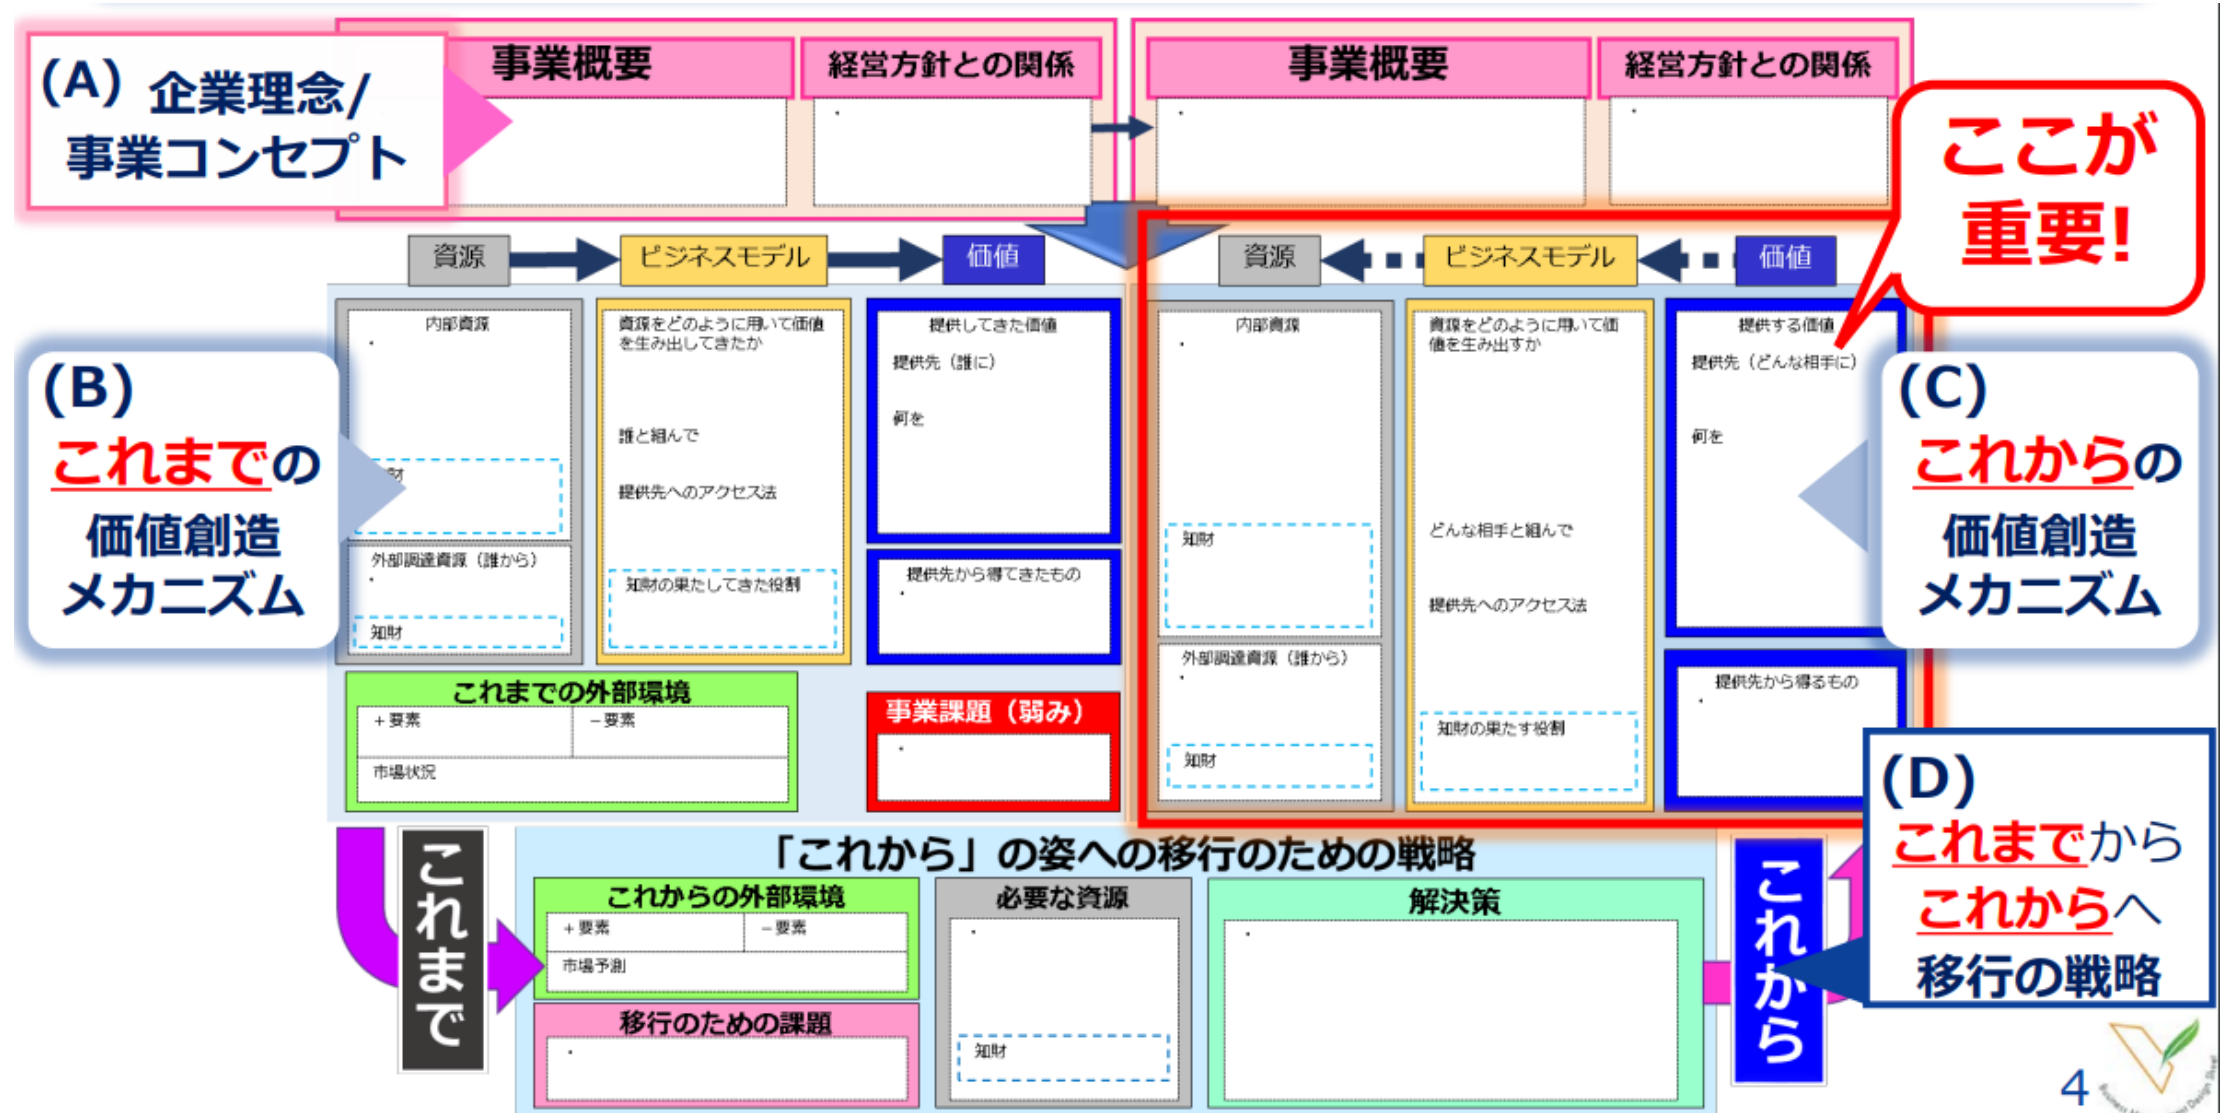 (A) 企業理念/
事業コンセプト
事業概要
経営方針との関係
事業概要
経営方針との関係
ここが
重要!
資源
ビジネスモデル
価値
資源
ビジネスモデル
価値
(B)
これまでの
価値創造
メカニズム
内部資源
財
外部調達資源（誰から）
知財
資源をどのように用いて価値
を生み出してきたか
誰と組んで
提供先へのアクセス法
知財の果たしてきた役割
提供してきた価値
提供先（誰に）
何を
提供先から得てきたもの
これまでの外部環境
+要素
−要素
市場状況
事業課題（弱み）
内部資源
知財
外部調達資源（誰から）
知財
資源をどのように用いて価
値を生み出すか
どんな相手と組んで
提供先へのアクセス法
知財の果たす役割
提供する価値
提供先（どんな相手に）
何を
提供先から得るもの
(C)
これからの
価値創造
メカニズム
これまで
「これから」の姿への移行のための戦略
これからの外部環境
+要素
−要素
市場予測
移行のための課題
必要な資源
知財
解決策
これから
(D)
これまでから
これからへ
移行の戦略
4